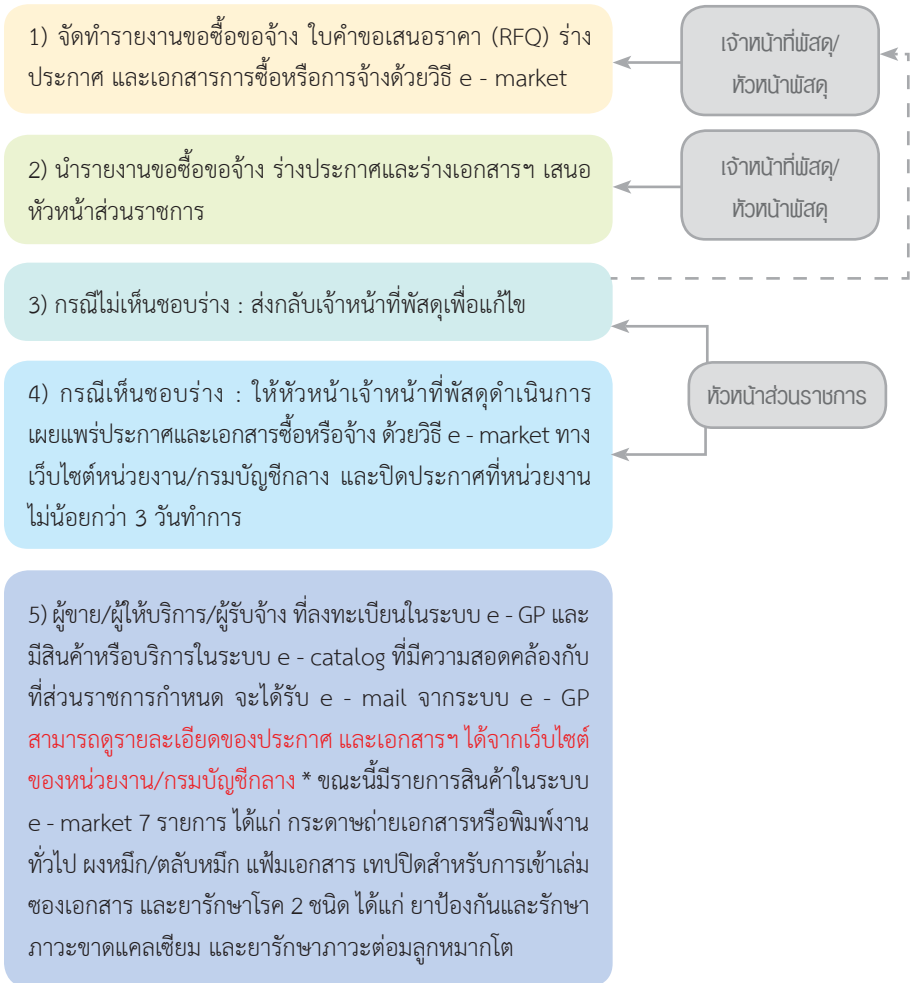 1) จัดทำรายงานขอซื้อขอจ้าง ใบคำขอเสนอราคา (RFQ) ร่าง
ประกาศ และเอกสารการซื้อหรือการจ้างด้วยวิธี e - market
เจ้าหน้าที่พัสดุ/
หัวหน้าพัสดุ
2) นำรายงานขอซื้อขอจ้าง ร่างประกาศและร่างเอกสารฯ เสนอ
หัวหน้าส่วนราชการ
เจ้าหน้าที่พัสดุ/
หัวหน้าพัสดุ
3) กรณีไม่เห็นชอบร่าง : ส่งกลับเจ้าหน้าที่พัสดุเพื่อแก้ไข
4) กรณีเห็นชอบร่าง : ให้หัวหน้าเจ้าหน้าที่พัสดุดำเนินการ
เผยแพร่ประกาศและเอกสารซื้อหรือจ้าง ด้วยวิธี e - market ทาง
เว็บไซต์หน่วยงาน/กรมบัญชีกลาง และปิดประกาศที่หน่วยงาน
ไม่น้อยกว่า 3 วันทำการ
หัวหน้าส่วนราชการ
5) ผู้ขาย/ผู้ให้บริการ/ผู้รับจ้าง ที่ลงทะเบียนในระบบ e - GP และ
มีสินค้าหรือบริการในระบบ e - catalog ที่มีความสอดคล้องกับ
ที่ส่วนราชการกำหนด จะได้รับ e - mail จากระบบ e - GP
สามารถดูรายละเอียดของประกาศ และเอกสารฯ ได้จากเว็บไซต์
ของหน่วยงาน/กรมบัญชีกลาง * ขณะนี้มีรายการสินค้าในระบบ
e - market 7 รายการ ได้แก่ กระดาษถ่ายเอกสารหรือพิมพ์งาน
ทั่วไป ผงหมึก/ตลับหมึก แฟ้มเอกสาร เทปปิดสำหรับการเข้าเล่ม
ซองเอกสาร และยารักษาโรค 2 ชนิด ได้แก่ ยาป้องกันและรักษา
ภาวะขาดแคลเซียม และยารักษาภาวะต่อมลูกหมากโต